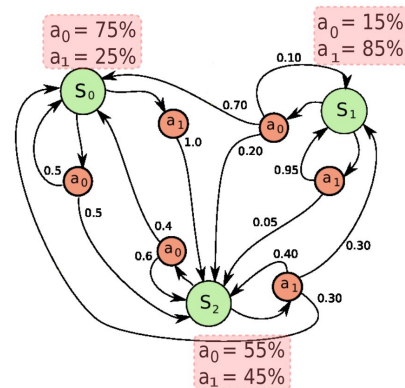 a0 = 75%
a1 = 25%
a0 = 15%
a1 = 85%
S0
0.10
S1
0.70
a1
a0
1.0
0.20
0.5
a0
0.95
a1
0.5
0.4
0.05
a0
0.6
0.40
0.30
S2
a1
0.30
a0 = 55%
a1 = 45%